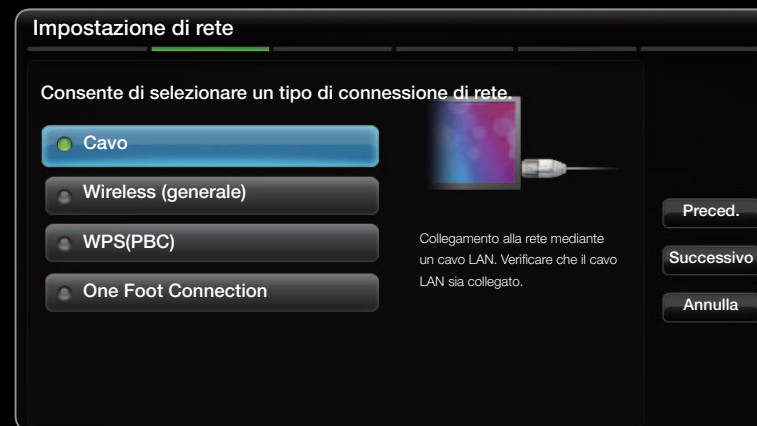 Impostazione di rete
Consente di selezionare un tipo di connessione di rete.
Cavo
Wireless (generale)
WPS(PBC)
One Foot Connection
Collegamento alla rete mediante
un cavo LAN. Verificare che il cavo
LAN sia collegato.
Preced.
Successivo
Annulla